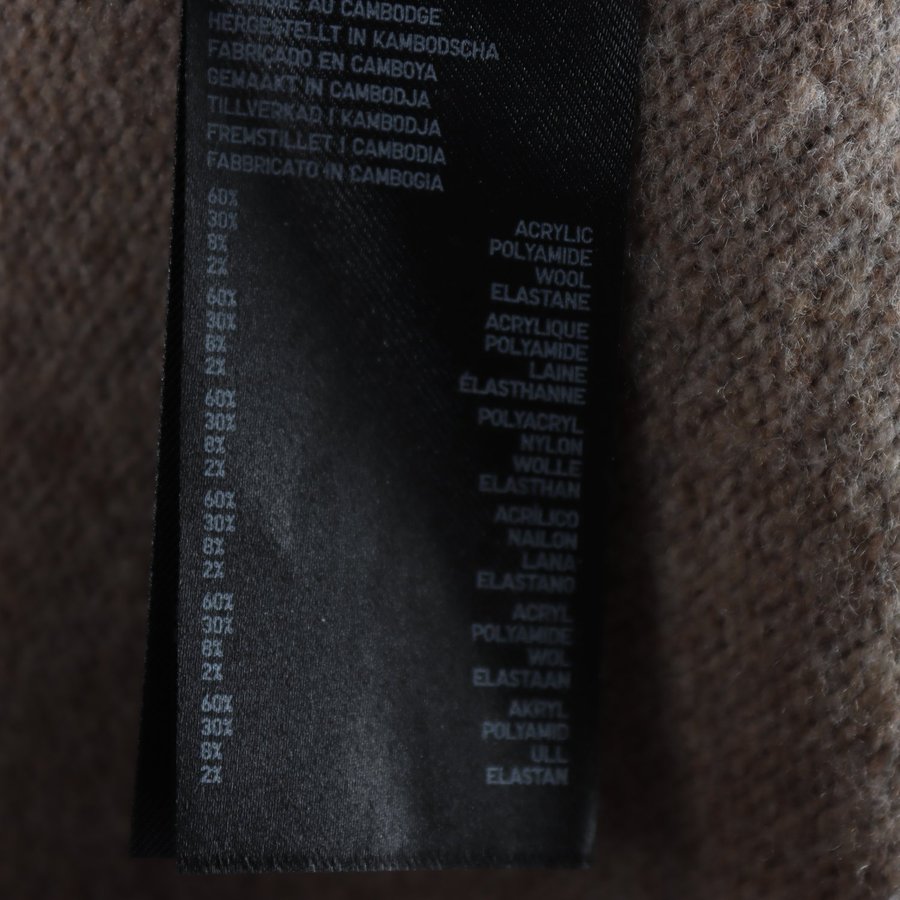 AU CAMBODGE
HERGESTELLT IN KAMBODSCHA
FABRICADO EN CAMBOYA
GEMAAKT IN CAMBODJA
TILLVERKAD I KAMBODJA
FREMSTILLET I CAMBODIA
FABBRICATO IN CAMBOGIA
60% ACRYLIC
30% POLYAMIDE
8% WOOL
2% ELASTANE
60% ACRYLIQUE
30% POLYAMIDE
8% LAINE
2% ÉLASTHANNE
60% POLYACRYL
30% NYLON
8% WOLLE
2% ELASTHAN
60% ACRÍLICO
30% NAILON
8% LANA
2% ELASTANO
60% ACRYL
30% POLYAMIDE
8% WOL
2% ELASTAAN
60% AKRYL
30% POLYAMID
8% ULL
2% ELASTAN